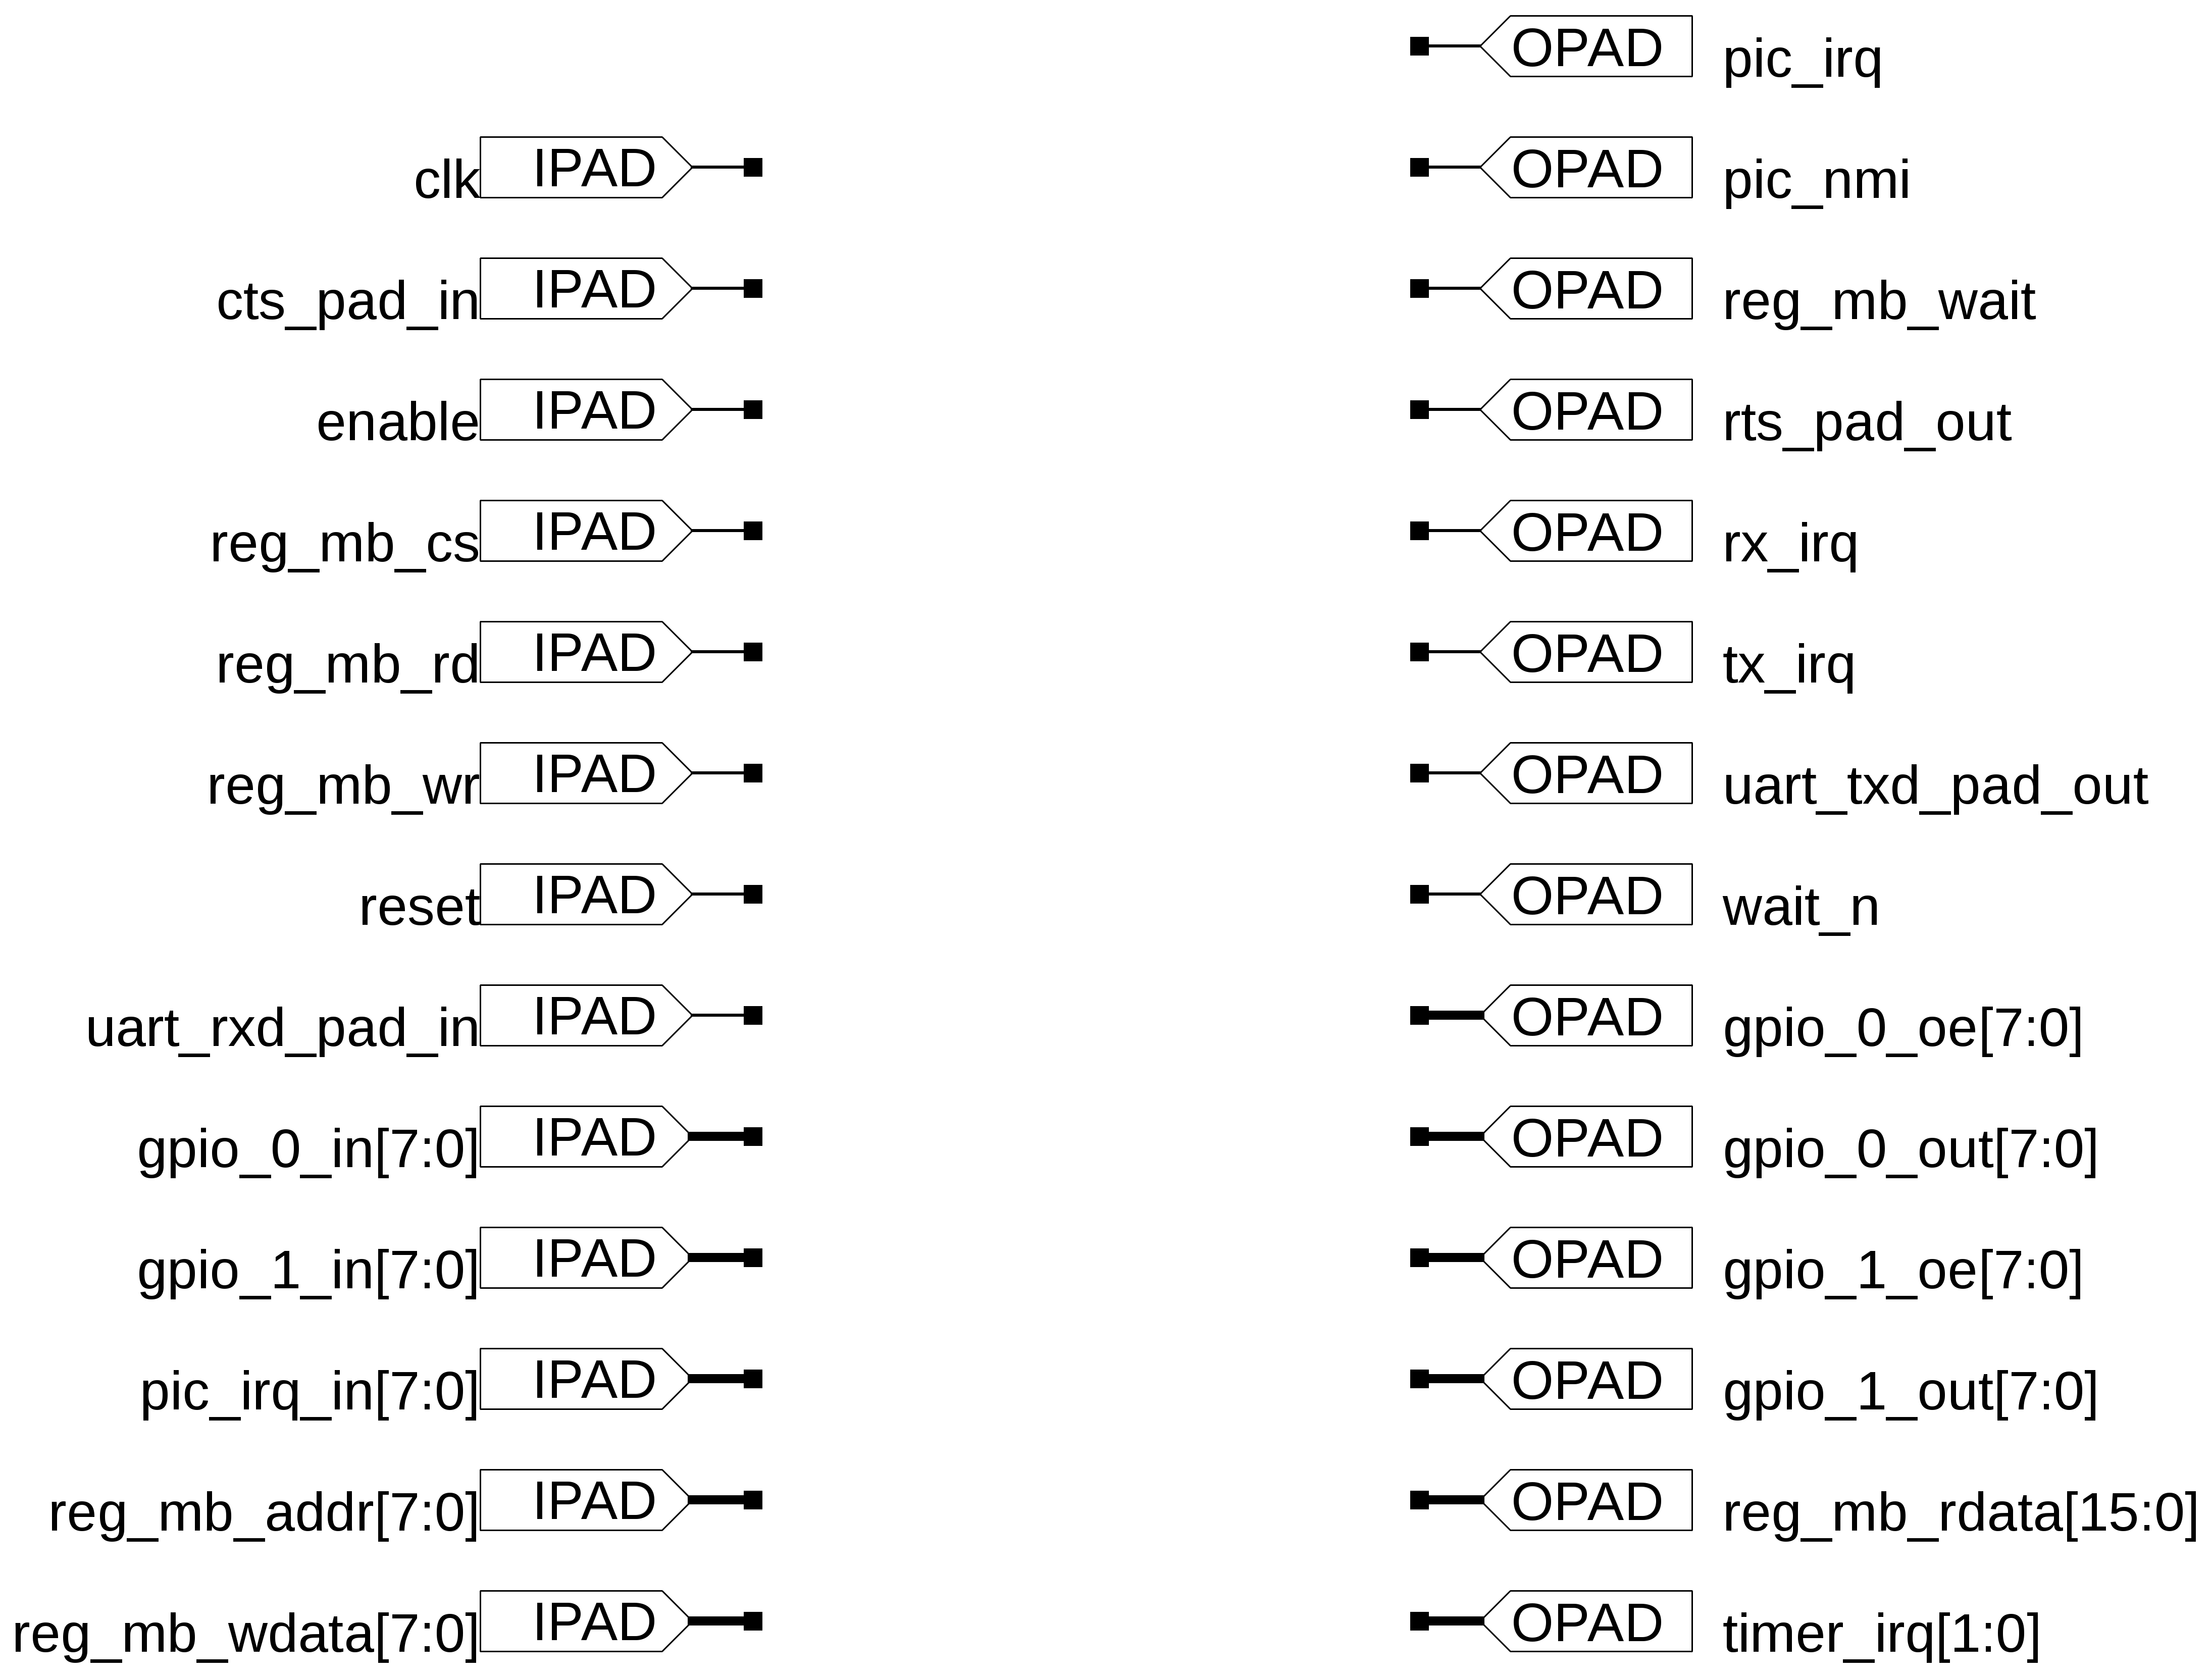 OPAD pic_irq
clk IPAD OPAD pic_nmi
cts_pad_in IPAD OPAD reg_mb_wait
enable IPAD OPAD rts_pad_out
reg_mb_cs IPAD OPAD rx_irq
reg_mb_rd IPAD OPAD tx_irq
reg_mb_wr IPAD OPAD uart_txd_pad_out
reset IPAD OPAD wait_n
uart_rxd_pad_in IPAD OPAD gpio_0_oe[7:0]
gpio_0_in[7:0] IPAD OPAD gpio_0_out[7:0]
gpio_1_in[7:0] IPAD OPAD gpio_1_oe[7:0]
pic_irq_in[7:0] IPAD OPAD gpio_1_out[7:0]
reg_mb_addr[7:0] IPAD OPAD reg_mb_rdata[15:0]
reg_mb_wdata[7:0] IPAD OPAD timer_irq[1:0]